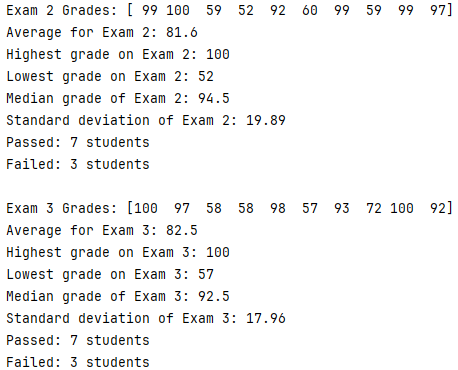 Exam 2 Grades: [ 99 100  59  52  92  60  99  59  99  97]
Average for Exam 2: 81.6
Highest grade on Exam 2: 100
Lowest grade on Exam 2: 52
Median grade of Exam 2: 94.5
Standard deviation of Exam 2: 19.89
Passed: 7 students
Failed: 3 students

Exam 3 Grades: [100  97  58  58  98  57  93  72 100  92]
Average for Exam 3: 82.5
Highest grade on Exam 3: 100
Lowest grade on Exam 3: 57
Median grade of Exam 3: 92.5
Standard deviation of Exam 3: 17.96
Passed: 7 students
Failed: 3 students